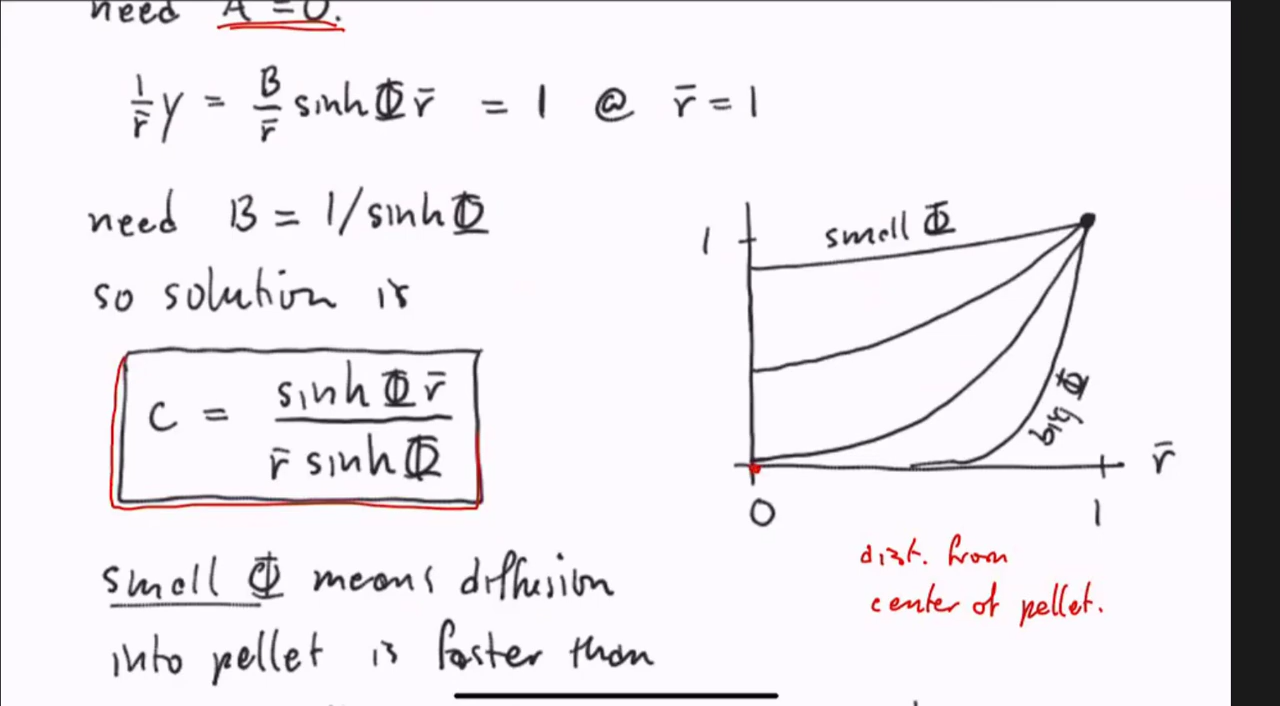 need A = 0.
1/r̄ y = B/r̄ sinh Φ r̄ = 1 @ r̄ = 1
need B = 1/sinh Φ
so solution is
C = sinh Φ r̄ / r̄ sinh Φ
small Φ means diffusion
into pellet is faster than
1
small Φ
big Φ
r̄
0
1
dist. from
center of pellet.